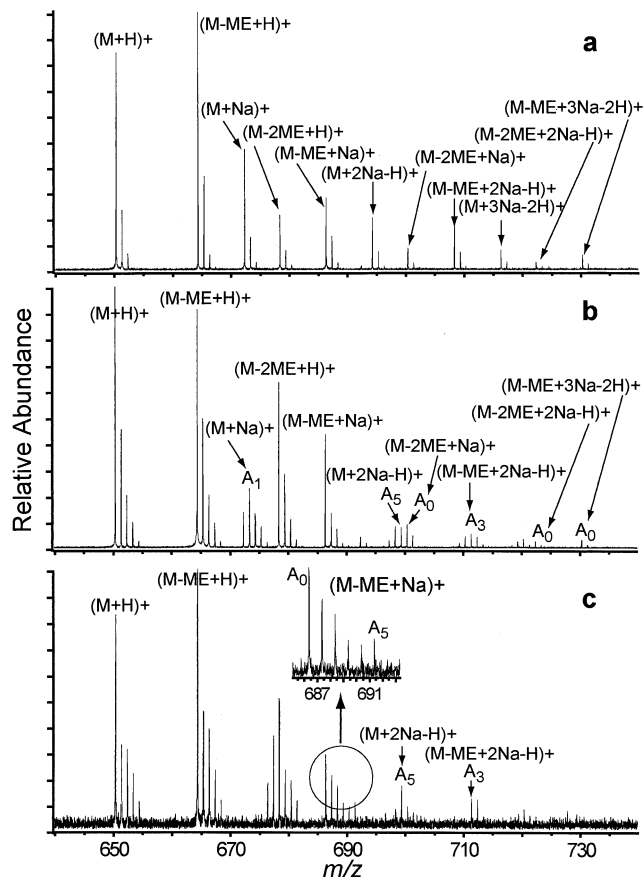 a
(M+H)+
(M-ME+H)+
(M+Na)+
(M-2ME+H)+
(M-ME+Na)+
(M+2Na-H)+
(M-2ME+Na)+
(M-ME+2Na-H)+
(M+3Na-2H)+
(M-2ME+2Na-H)+
(M-ME+3Na-2H)+
b
(M+H)+
(M-ME+H)+
(M+Na)+
A1
(M-2ME+H)+
(M-ME+Na)+
(M+2Na-H)+
A5
(M-2ME+Na)+
A0
(M-ME+2Na-H)+
A3
(M-2ME+2Na-H)+
A0
(M-ME+3Na-2H)+
A0
c
(M+H)+
(M-ME+H)+
A0
(M-ME+Na)+
A5
687 691
(M+2Na-H)+
A5
(M-ME+2Na-H)+
A3
Relative Abundance
650 670 690 710 730
m/z